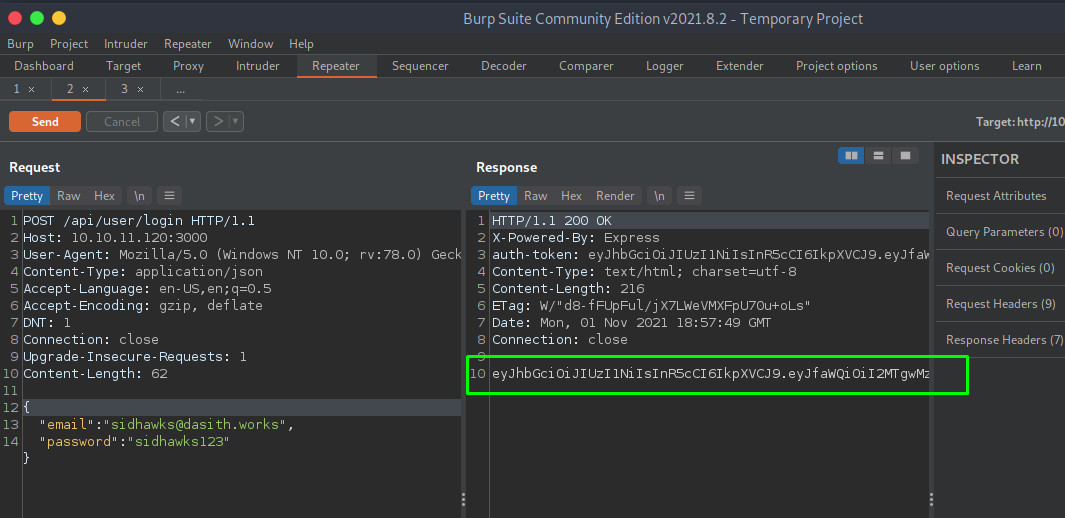 Burp Suite Community Edition v2021.8.2 - Temporary Project
Burp Project Intruder Repeater Window Help
Dashboard Target Proxy Intruder Repeater Sequencer Decoder Comparer Logger Extender Project options User options Learn
1 × 2 × 3 × ...
Send Cancel < > Target: http://10
Request Response INSPECTOR
Pretty Raw Hex \n
Pretty Raw Hex Render \n
Request Attributes
Query Parameters (0)
Request Cookies (0)
Request Headers (9)
Response Headers (7)
1 POST /api/user/login HTTP/1.1
2 Host: 10.10.11.120:3000
3 User-Agent: Mozilla/5.0 (Windows NT 10.0; rv:78.0) Geck
4 Content-Type: application/json
5 Accept-Language: en-US,en;q=0.5
6 Accept-Encoding: gzip, deflate
7 DNT: 1
8 Connection: close
9 Upgrade-Insecure-Requests: 1
10 Content-Length: 62
11
12 {
13 "email":"sidhawks@dasith.works",
14 "password":"sidhawks123"
}
1 HTTP/1.1 200 OK
2 X-Powered-By: Express
3 auth-token: eyJhbGciOiJIUzI1NiIsInR5cCI6IkpXVCJ9.eyJfaW
4 Content-Type: text/html; charset=utf-8
5 Content-Length: 216
6 ETag: W/"d8-fFUpFul/jX7LWeVMXFpU7Ou+oLs"
7 Date: Mon, 01 Nov 2021 18:57:49 GMT
8 Connection: close
9
10 eyJhbGciOiJIUzI1NiIsInR5cCI6IkpXVCJ9.eyJfaWQiOiI2MTgwMz